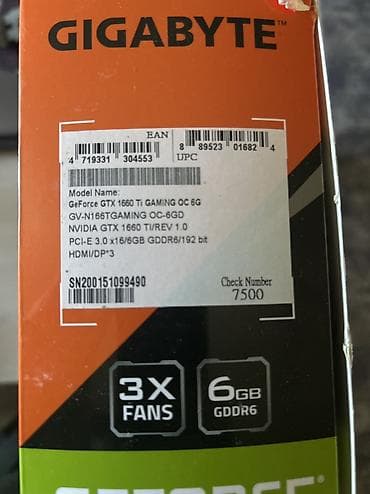 GIGABYTE™
EAN
4 719331 304553
8 89523 01682 4
UPC
Model Name:
GeForce GTX 1660 Ti GAMING OC 6G
GV-N166TGAMING OC-6GD
NVIDIA GTX 1660 TI/REV 1.0
PCI-E 3.0 x16/6GB GDDR6/192 bit
HDMI/DP*3
SN200151099490
Check Number
7500
3X
FANS
6GB
GDDR6
GEFORCE